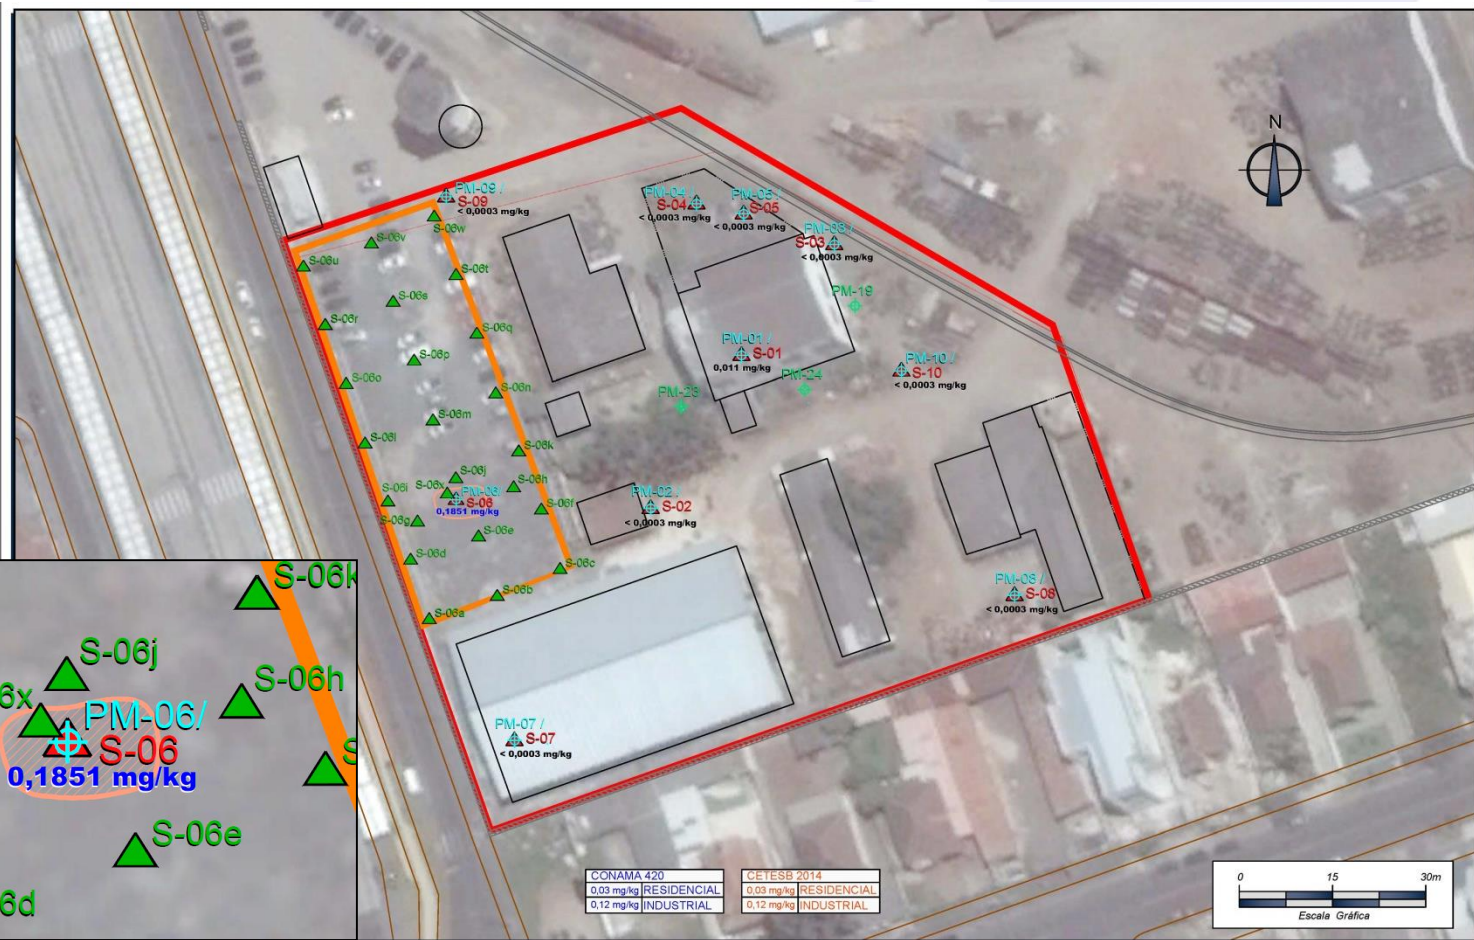 N
PM-09 /
S-09
< 0,0003 mg/kg
PM-04 /
S-04
< 0,0003 mg/kg
PM-05 /
S-05
< 0,0003 mg/kg
PM-03 /
S-03
< 0,0003 mg/kg
S-06w
S-06v
S-06u
S-06t
S-06s
S-06r
S-06q
S-06p
S-06o
S-06n
S-06m
S-06l
S-06k
S-06j
S-06x
S-06h
S-06i
PM-06/
S-06
0,1851 mg/kg
S-06f
S-06g
S-06e
S-06d
S-06c
S-06b
S-06a
PM-19
PM-01 /
S-01
0,011 mg/kg
PM-10 /
S-10
< 0,0003 mg/kg
PM-24
PM-23
PM-02 /
S-02
< 0,0003 mg/kg
PM-08 /
S-08
< 0,0003 mg/kg
PM-07 /
S-07
< 0,0003 mg/kg
S-06k
S-06j
S-06h
6x
PM-06/
S-06
0,1851 mg/kg
S
S-06e
6d
CONAMA 420
0,03 mg/kg RESIDENCIAL
0,12 mg/kg INDUSTRIAL
CETESB 2014
0,03 mg/kg RESIDENCIAL
0,12 mg/kg INDUSTRIAL
0 15 30m
Escala Gráfica